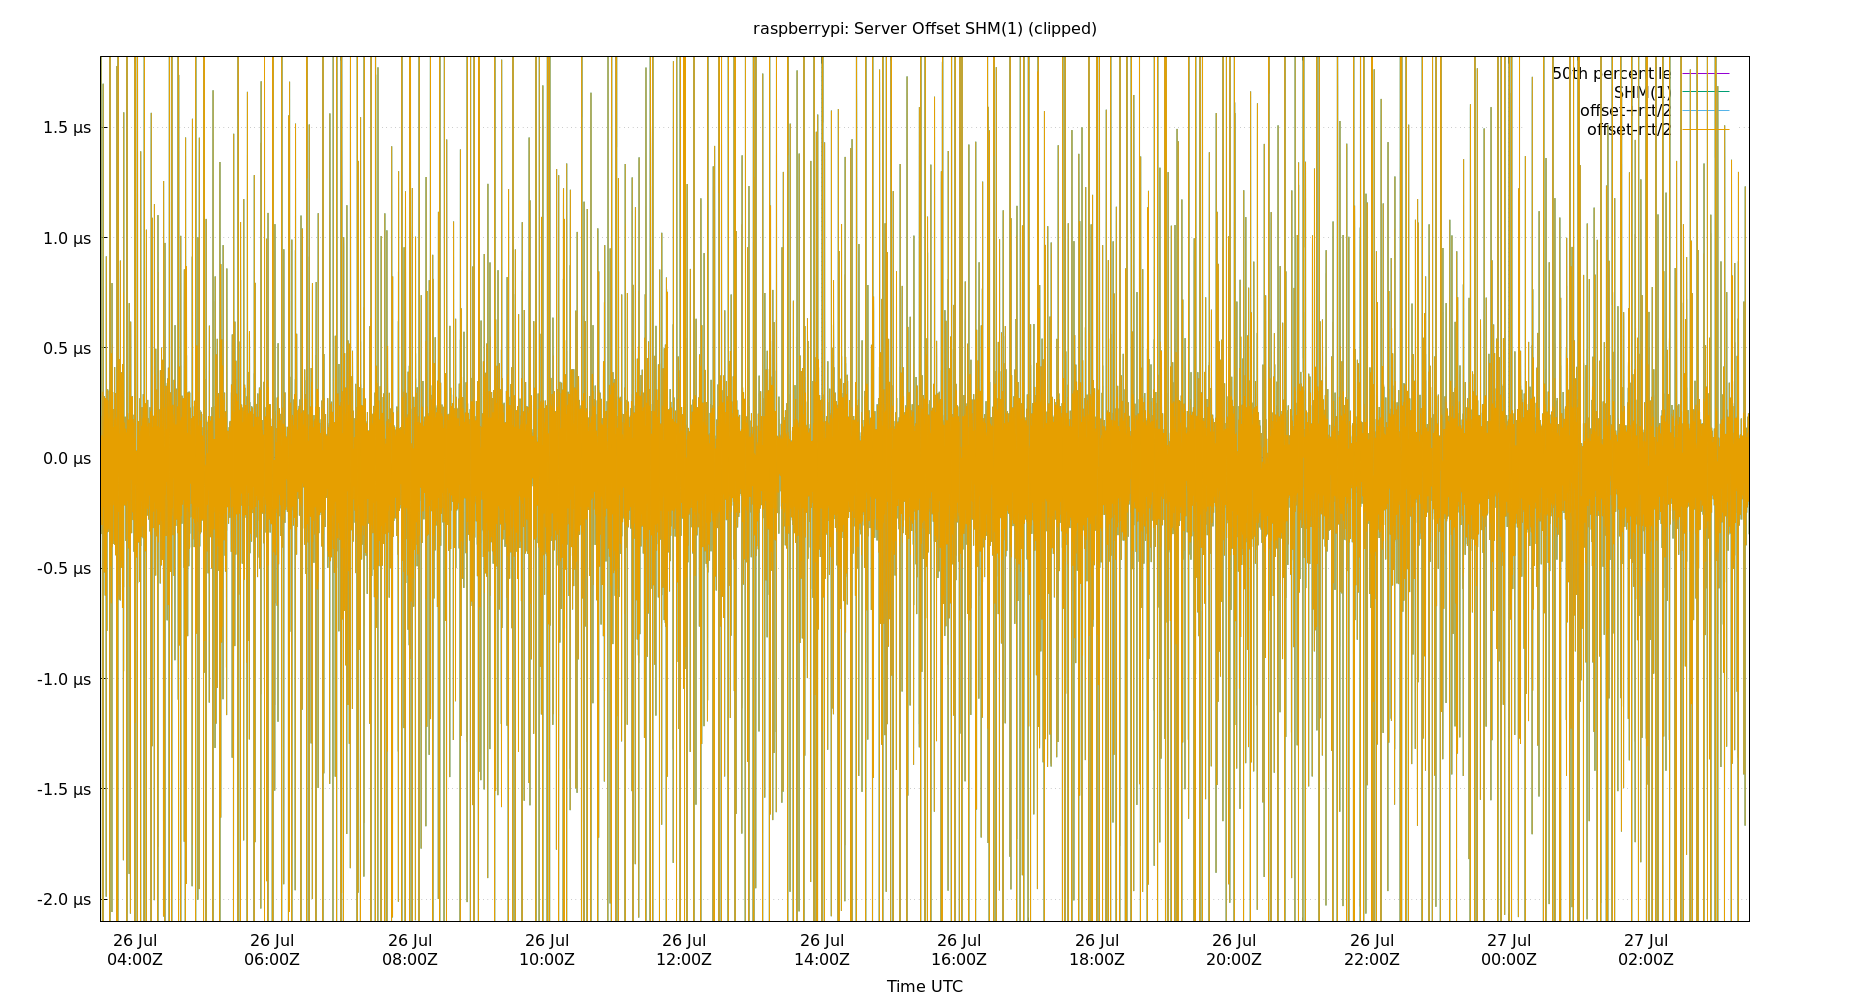 raspberrypi: Server Offset SHM(1) (clipped)
50th percentile
SHM(1)
offset+rtt/2
offset-rtt/2
1.5 µs
1.0 µs
0.5 µs
0.0 µs
-0.5 µs
-1.0 µs
-1.5 µs
-2.0 µs
26 Jul 26 Jul 26 Jul 26 Jul 26 Jul 26 Jul 26 Jul 26 Jul 26 Jul 26 Jul 27 Jul 27 Jul
04:00Z 06:00Z 08:00Z 10:00Z 12:00Z 14:00Z 16:00Z 18:00Z 20:00Z 22:00Z 00:00Z 02:00Z
Time UTC